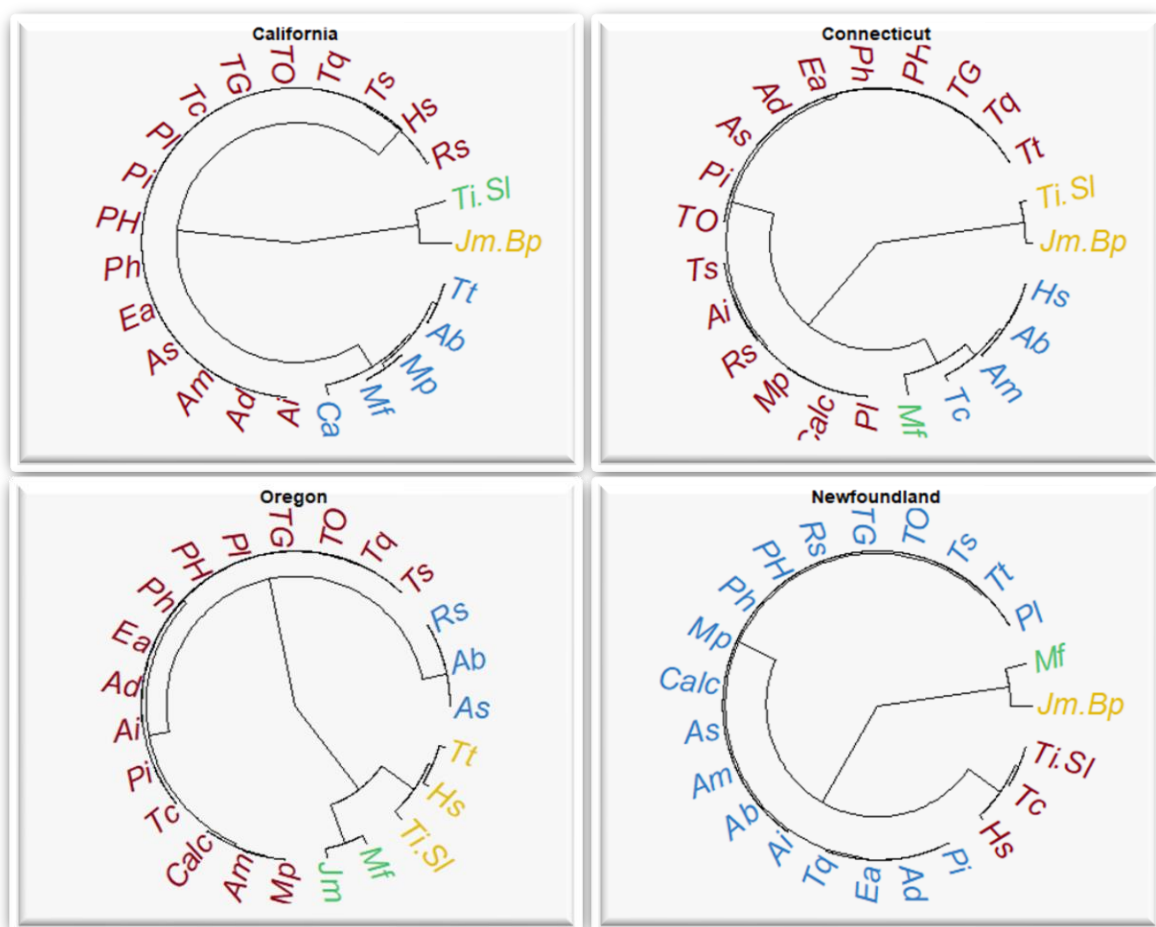 California
TO
Tq
TG
Ts
Tc
Hs
Pl
Rs
Pi
Ti.Sl
PH
Jm.Bp
Ph
Tt
Ea
Ab
As
Mp
Am
Mf
Ad
Ai
Ca
Connecticut
Ph
PH
Ea
TG
Ad
Tq
As
Tt
Pi
Ti.Sl
TO
Jm.Bp
Ts
Hs
Ai
Ab
Rs
Am
Mp
Tc
Calc
Pl
Mf
Oregon
TG
TO
Pl
Tq
PH
Ts
Ph
Rs
Ea
Ab
Ad
As
Ai
Tt
Pi
Hs
Tc
Ti.Sl
Calc
Mf
Am
Mp
Jm
Newfoundland
TG
TO
Rs
Ts
PH
Tt
Ph
Pl
Mp
Mf
Calc
Jm.Bp
As
Ti.Sl
Am
Tc
Ab
Hs
Ai
Pi
Tq
Ea
Ad